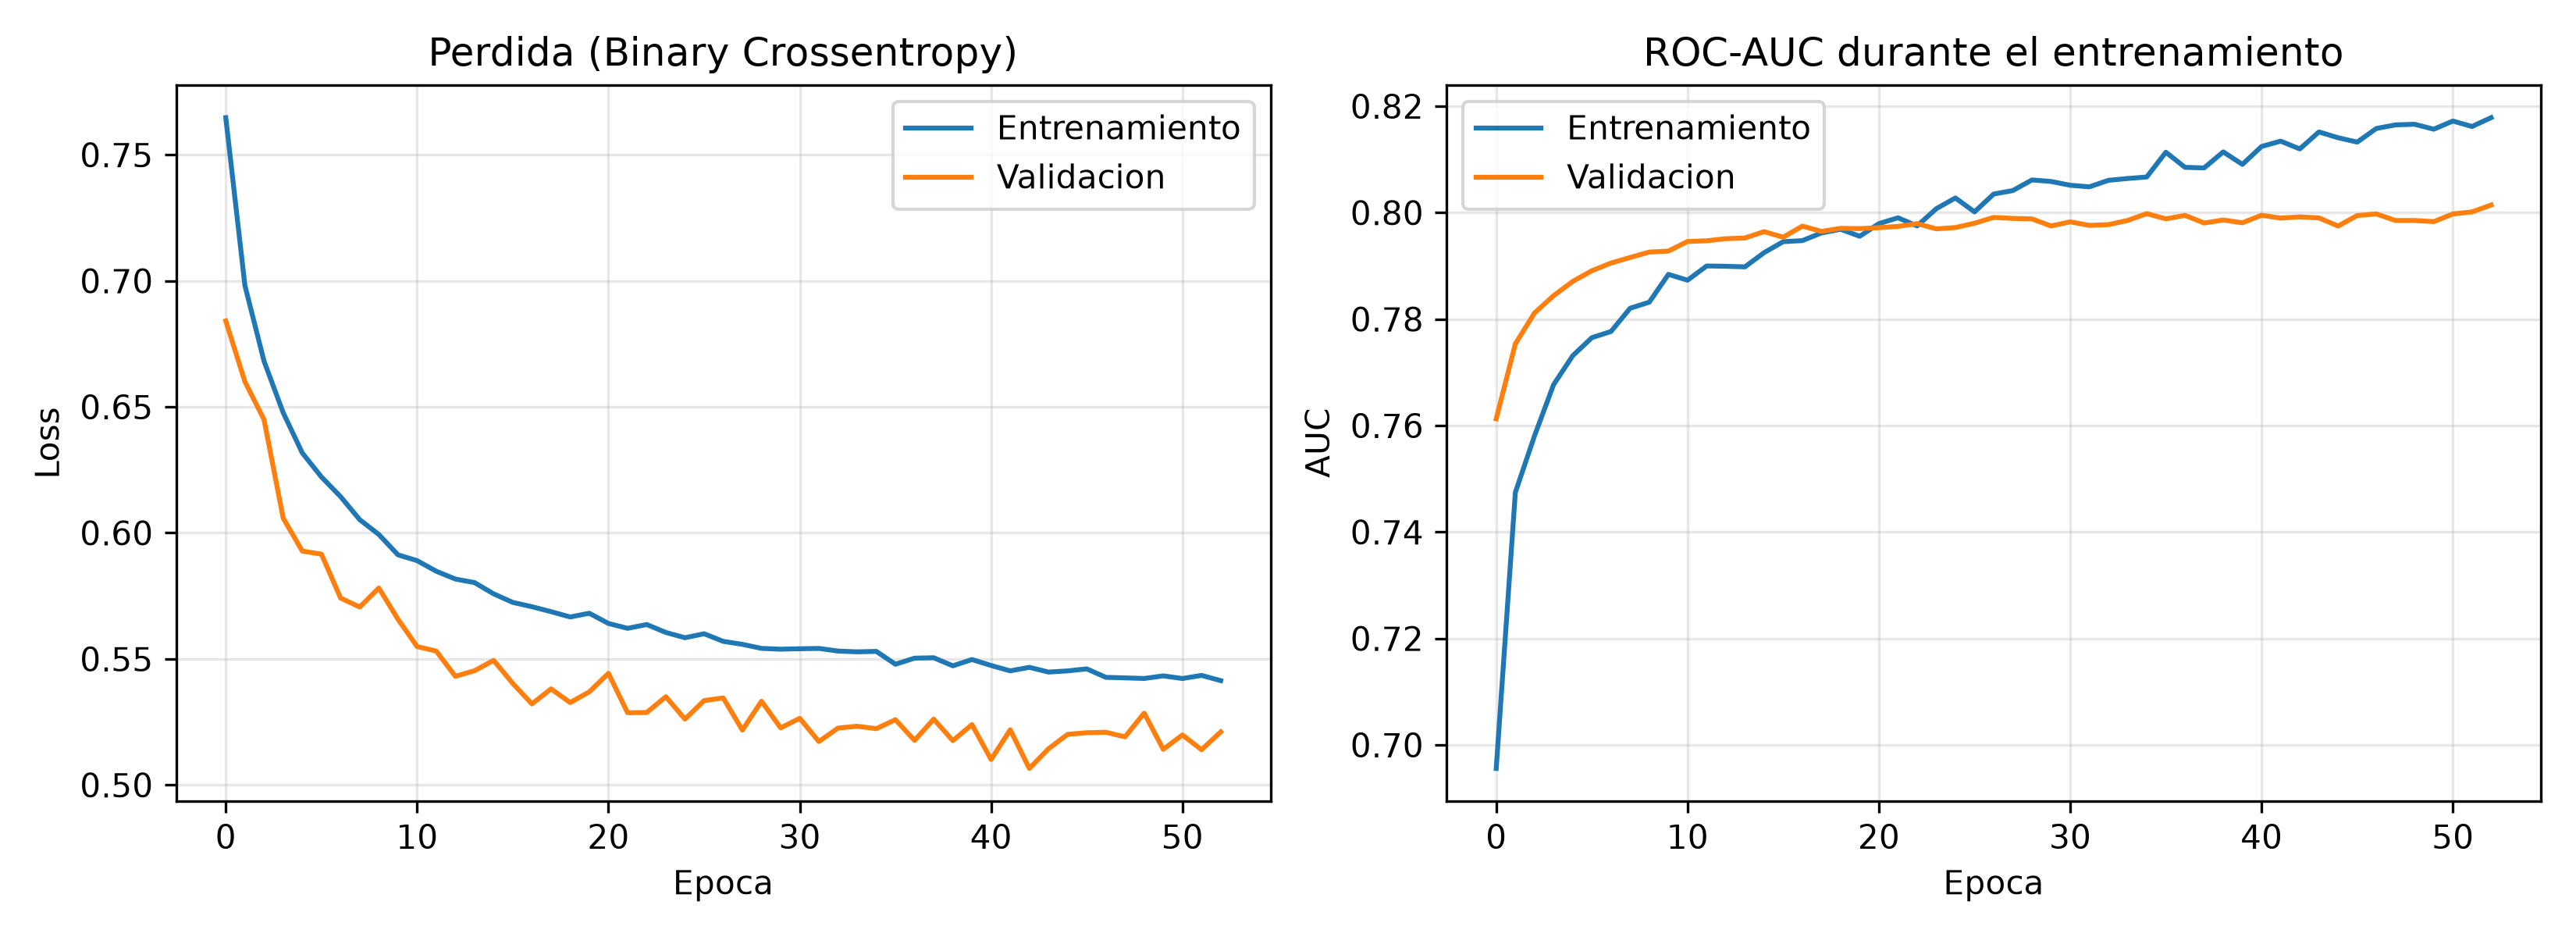 Perdida (Binary Crossentropy)
Entrenamiento
Validacion
0.75
0.70
0.65
0.60
0.55
0.50
Loss
0 10 20 30 40 50
Epoca
ROC-AUC durante el entrenamiento
Entrenamiento
Validacion
0.82
0.80
0.78
0.76
0.74
0.72
0.70
AUC
0 10 20 30 40 50
Epoca